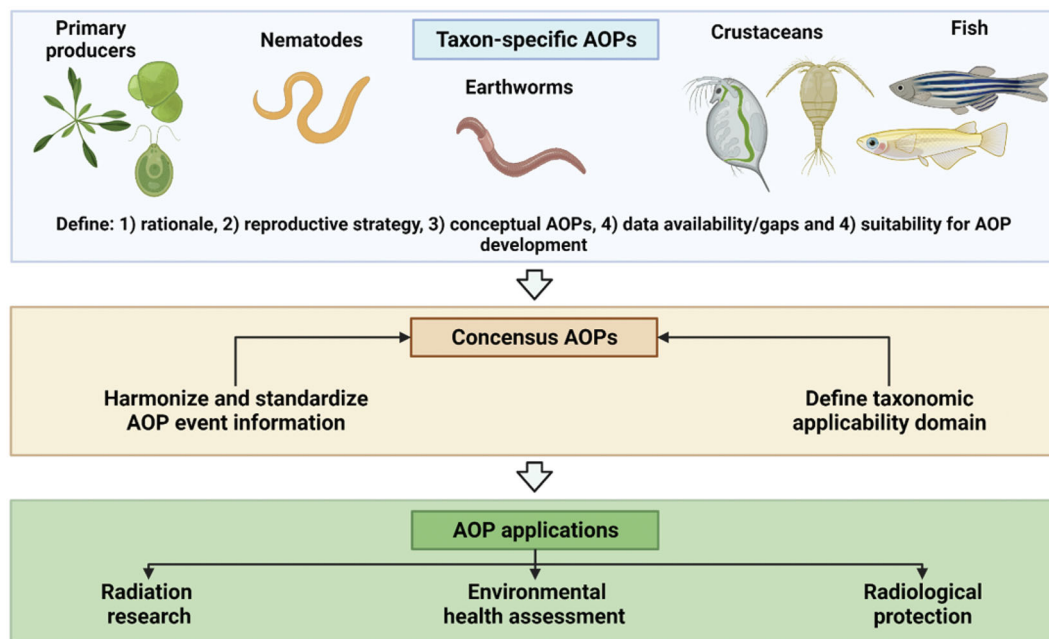 Primary
producers
Nematodes
Taxon-specific AOPs
Earthworms
Crustaceans
Fish
Define: 1) rationale, 2) reproductive strategy, 3) conceptual AOPs, 4) data availability/gaps and 4) suitability for AOP
development
Concensus AOPs
Harmonize and standardize
AOP event information
Define taxonomic
applicability domain
AOP applications
Radiation
research
Environmental
health assessment
Radiological
protection